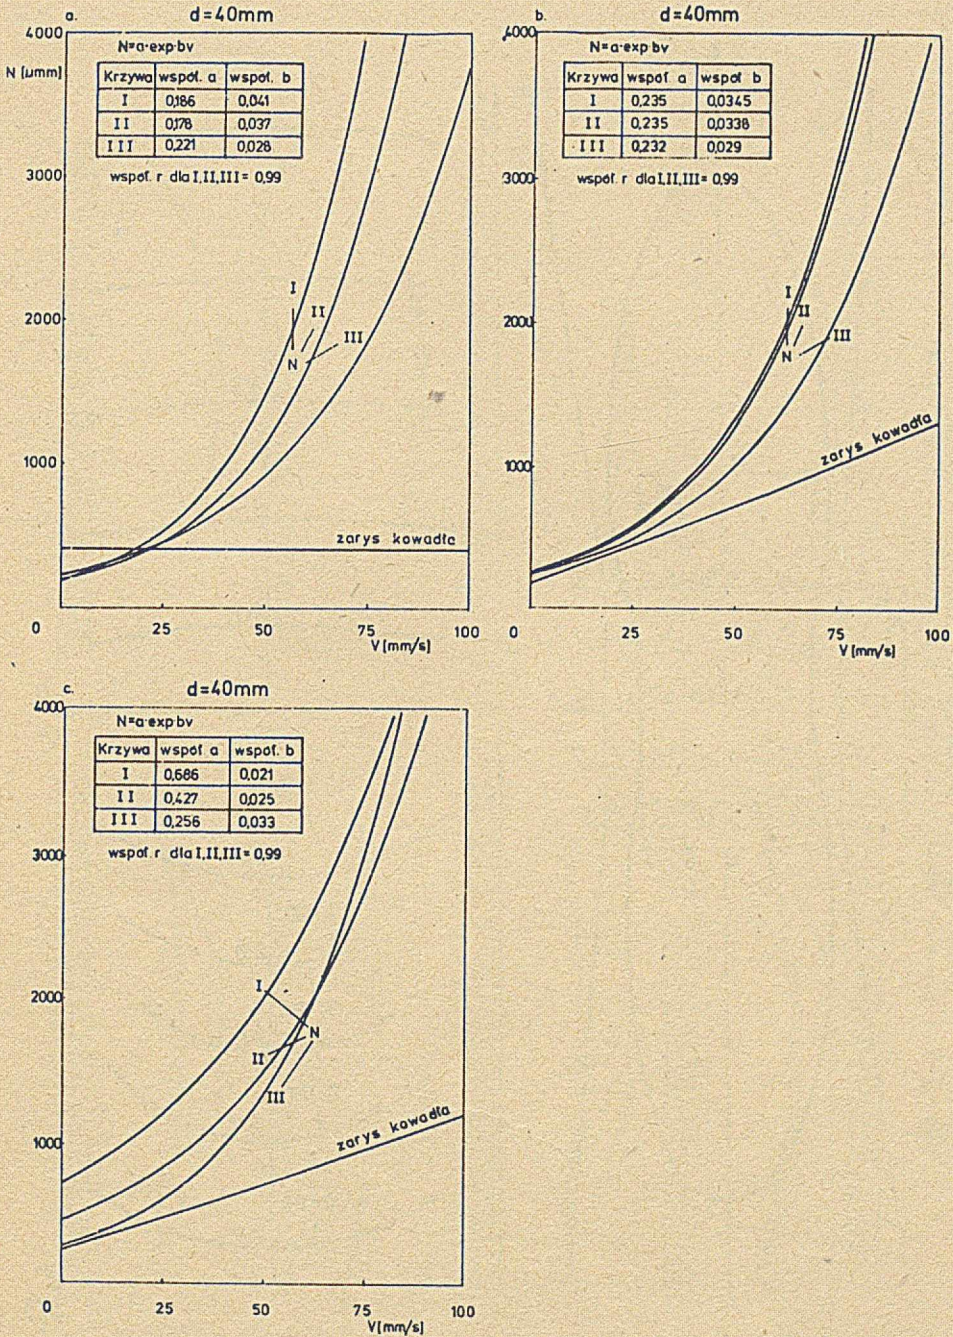 a. d=40mm
4000
N [µmm]
N=a·exp·bv
Krzywa współ. a współ. b
I 0,186 0,041
II 0,178 0,037
III 0,221 0,028
współ. r dla I,II,III = 0,99
3000
2000
1000
I
II
III
N
zarys kowadła
0 25 50 75 100
V [mm/s]
b. d=40mm
4000
N=a·exp·bv
Krzywa współ a współ b
I 0,235 0,0345
II 0,235 0,0338
III 0,232 0,029
współ. r dla I,II,III = 0,99
3000
2000
1000
I
II
III
N
zarys kowadła
0 25 50 75 100
V [mm/s]
c. d=40mm
4000
N=a·exp·bv
Krzywa współ. a współ. b
I 0,686 0,021
II 0,427 0,025
III 0,256 0,033
współ. r dla I,II,III = 0,99
3000
2000
1000
I
N
II
III
zarys kowadła
0 25 50 75 100
V [mm/s]